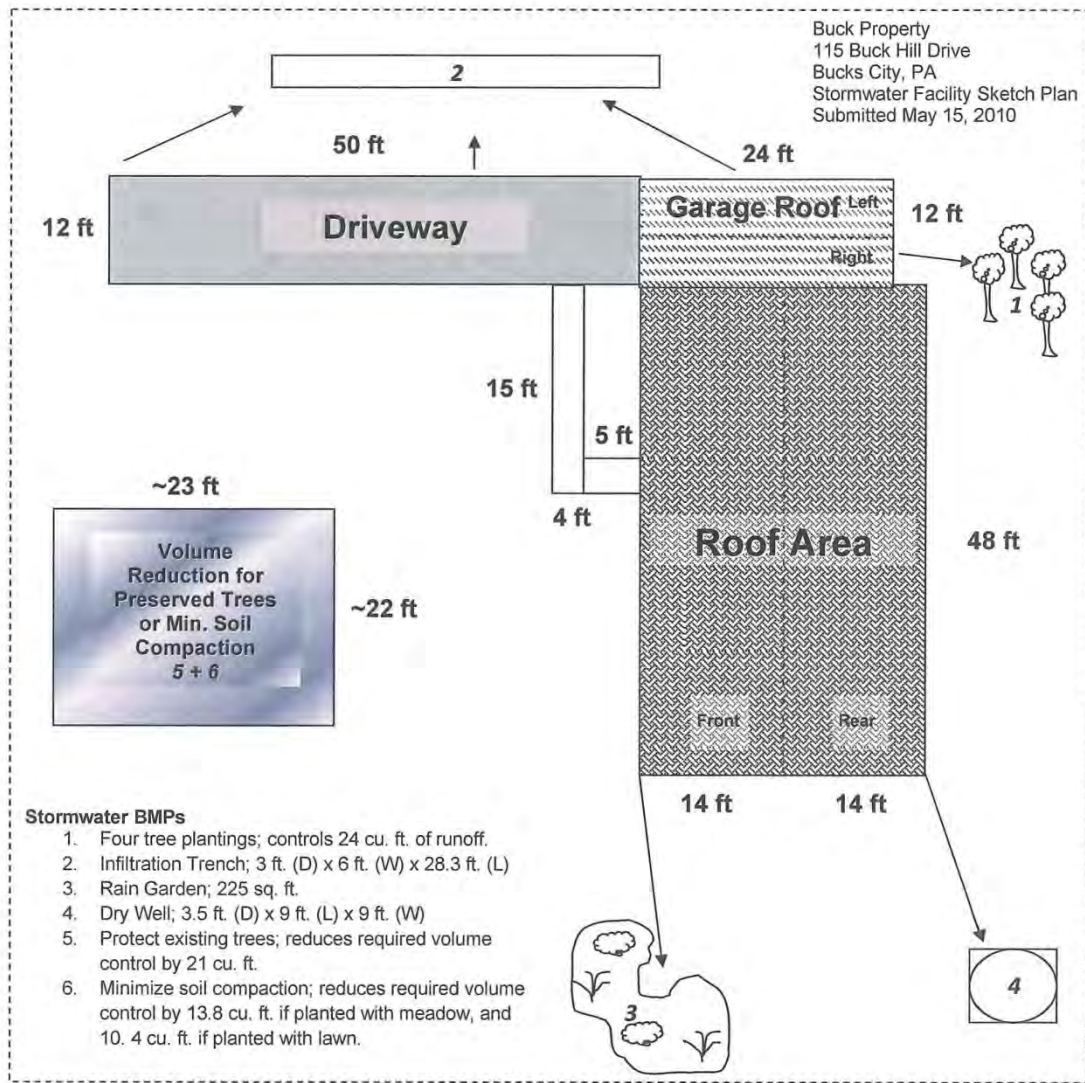 Buck Property
115 Buck Hill Drive
Bucks City, PA
Stormwater Facility Sketch Plan
Submitted May 15, 2010
2
50 ft
24 ft
12 ft
Driveway
Garage Roof Left
Right
12 ft
1
15 ft
5 ft
4 ft
Roof Area
48 ft
~23 ft
Volume
Reduction for
Preserved Trees
or Min. Soil
Compaction
5 + 6
~22 ft
Front
Rear
14 ft
14 ft
Stormwater BMPs
1. Four tree plantings; controls 24 cu. ft. of runoff.
2. Infiltration Trench; 3 ft. (D) x 6 ft. (W) x 28.3 ft. (L)
3. Rain Garden; 225 sq. ft.
4. Dry Well; 3.5 ft. (D) x 9 ft. (L) x 9 ft. (W)
5. Protect existing trees; reduces required volume
control by 21 cu. ft.
6. Minimize soil compaction; reduces required volume
control by 13.8 cu. ft. if planted with meadow, and
10. 4 cu. ft. if planted with lawn.
3
4